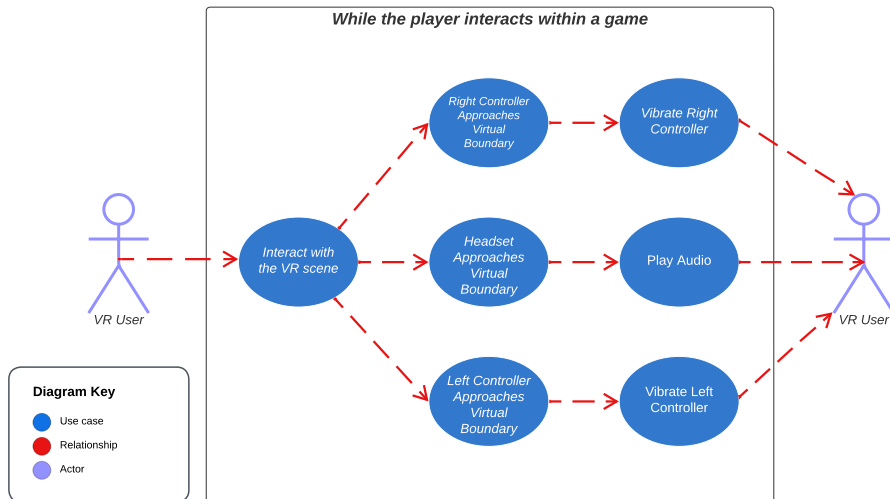 While the player interacts within a game
Right Controller
Approaches
Virtual
Boundary
Vibrate Right
Controller
Interact with
the VR scene
Headset
Approaches
Virtual
Boundary
Play Audio
VR User
VR User
Left Controller
Approaches
Virtual
Boundary
Vibrate Left
Controller
Diagram Key
Use case
Relationship
Actor